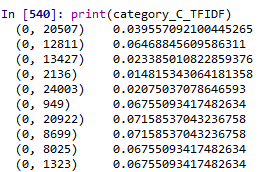 In [540]: print(category_C_TFIDF)
(0, 20507) 0.039557092100445265
(0, 12811) 0.06468845609586311
(0, 13427) 0.023385010822859376
(0, 2136) 0.014815343064181358
(0, 24003) 0.02075037078646593
(0, 949) 0.06755093417482634
(0, 20922) 0.07158537043236758
(0, 8699) 0.07158537043236758
(0, 8025) 0.06755093417482634
(0, 1323) 0.06755093417482634